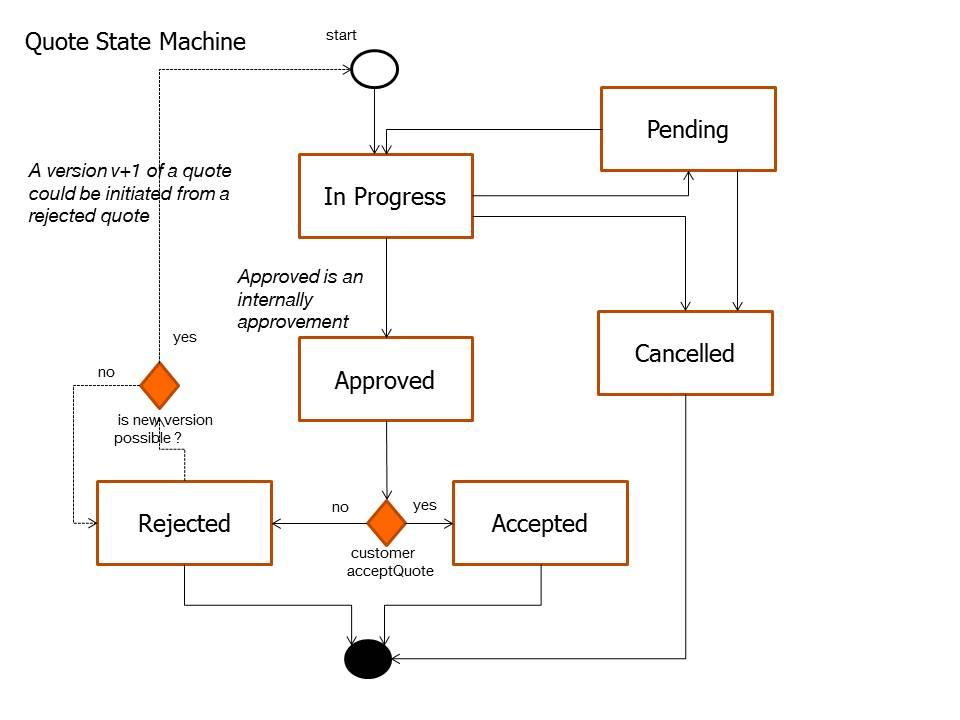 Quote State Machine
start
Pending
A version v+1 of a quote
could be initiated from a
rejected quote
In Progress
Approved is an
internally
approvement
yes
Cancelled
no
Approved
is new version
possible ?
Rejected
no
yes
Accepted
customer
acceptQuote